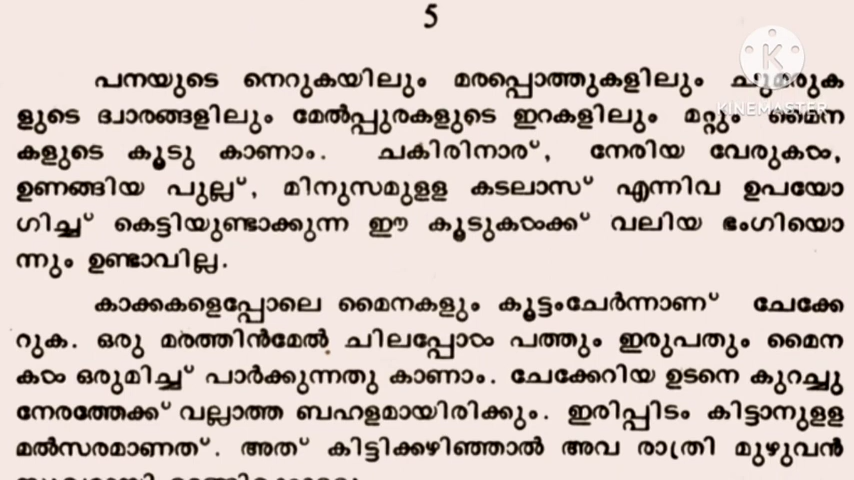 5
പനയുടെ നെറുകയിലും മരപ്പൊത്തുകളിലും ചുമരുക
ളുടെ ദ്വാരങ്ങളിലും മേൽപ്പുരകളുടെ ഇറകളിലും മറ്റും മൈന
കളുടെ കൂടു കാണാം. ചകിരിനാര്, നേരിയ വേരുകൾ,
ഉണങ്ങിയ പുല്ല്, മിനുസമുളള കടലാസ് എന്നിവ ഉപയോ
ഗിച്ച് കെട്ടിയുണ്ടാക്കുന്ന ഈ കൂടുകൾക്ക് വലിയ ഭംഗിയൊ
ന്നും ഉണ്ടാവില്ല.
കാക്കകളെപ്പോലെ മൈനകളും കൂട്ടംചേർന്നാണ് ചേക്കേ
റുക. ഒരു മരത്തിൻമേൽ ചിലപ്പോൾ പത്തും ഇരുപതും മൈന
കൾ ഒരുമിച്ച് പാർക്കുന്നതു കാണാം. ചേക്കേറിയ ഉടനെ കുറച്ചു
നേരത്തേക്ക് വല്ലാത്ത ബഹളമായിരിക്കും. ഇരിപ്പിടം കിട്ടാനുളള
മൽസരമാണത്. അത് കിട്ടിക്കഴിഞ്ഞാൽ അവ രാത്രി മുഴുവൻ
K
KINEMASTER